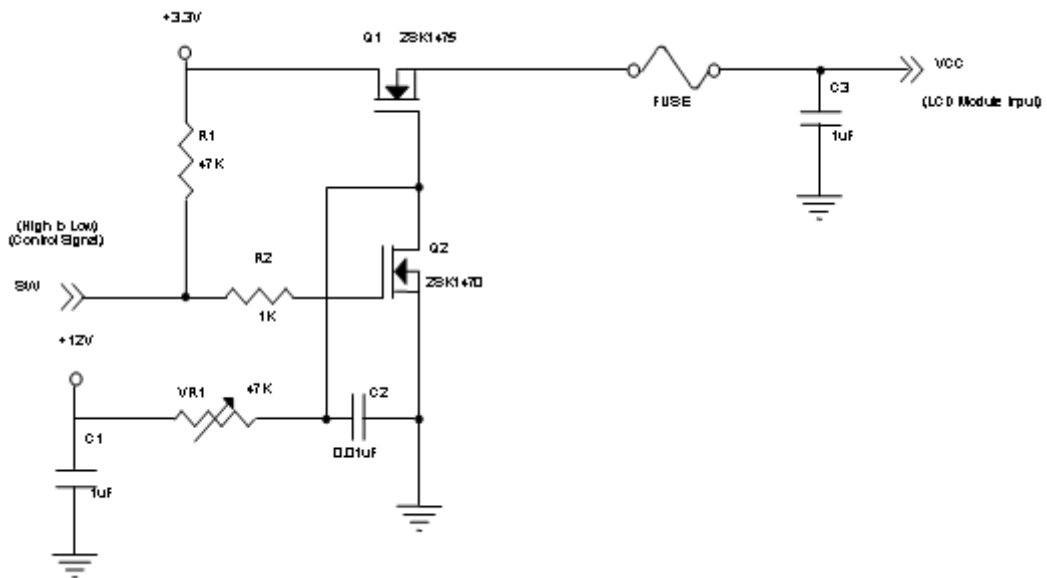 +3.3V
Q1 2SK1475
FUSE
VCC
(LCD Module Input)
C3
1uF
R1
47K
(High to Low)
(Control Signal)
SW
R2
1K
Q2
2SK1470
+12V
VR1
47K
C2
0.01uF
C1
1uF